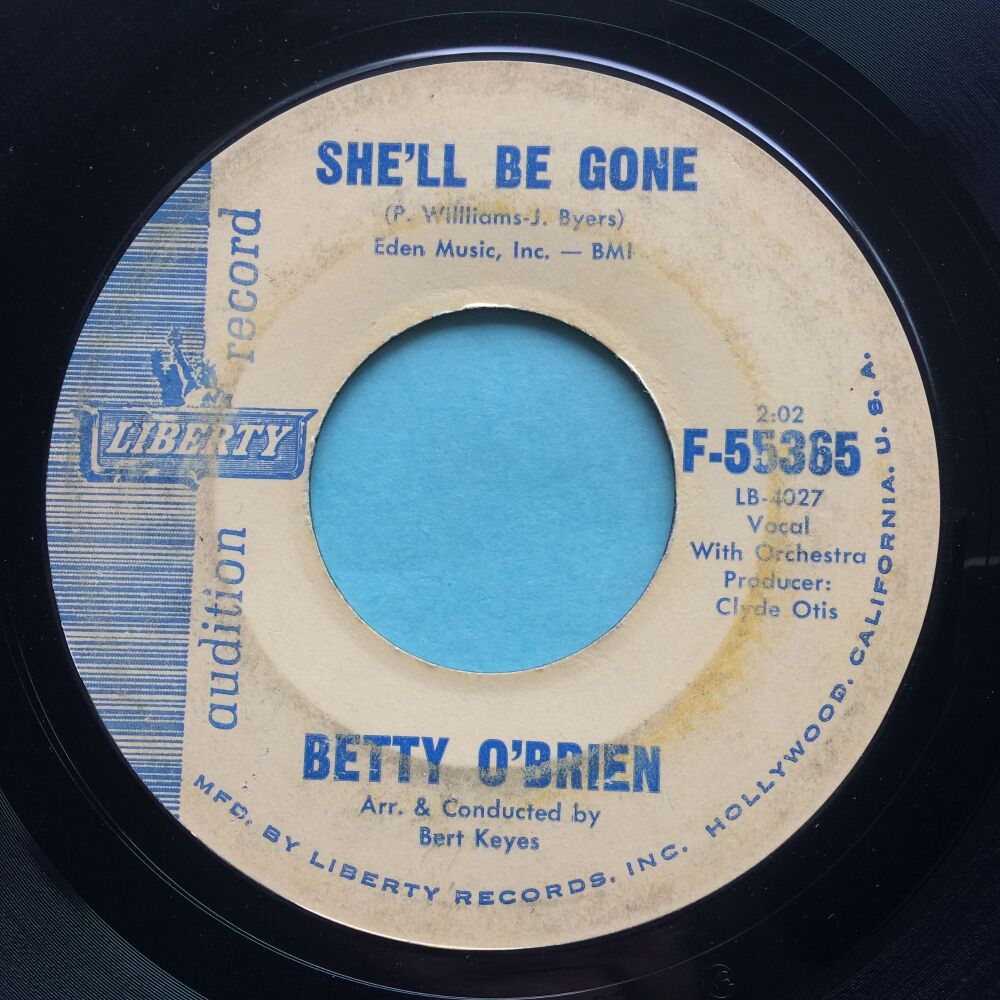 SHE'LL BE GONE
(P. Willliams-J. Byers)
Eden Music, Inc. — BMI
audition record
LIBERTY
2:02
F-55365
LB-4027
Vocal
With Orchestra
Producer:
Clyde Otis
BETTY O'BRIEN
Arr. & Conducted by
Bert Keyes
MFD. BY LIBERTY RECORDS, INC. HOLLYWOOD, CALIFORNIA, U. S. A.